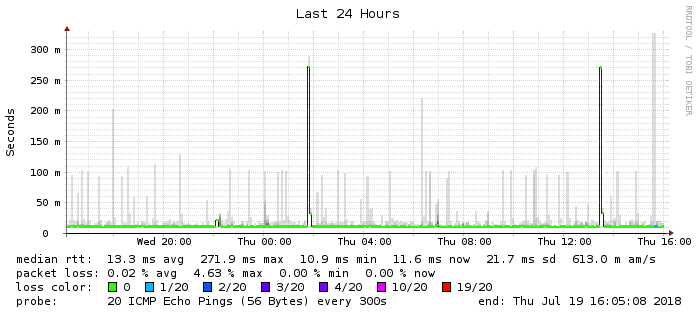 Last 24 Hours
RRDTOOL / TOBI OETIKER
Seconds
300 m
250 m
200 m
150 m
100 m
50 m
0
Wed 20:00 Thu 00:00 Thu 04:00 Thu 08:00 Thu 12:00 Thu 16:00
median rtt: 13.3 ms avg 271.9 ms max 10.9 ms min 11.6 ms now 21.7 ms sd 613.0 m am/s
packet loss: 0.02 % avg 4.63 % max 0.00 % min 0.00 % now
loss color: 0 1/20 2/20 3/20 4/20 10/20 19/20
probe: 20 ICMP Echo Pings (56 Bytes) every 300s end: Thu Jul 19 16:05:08 2018